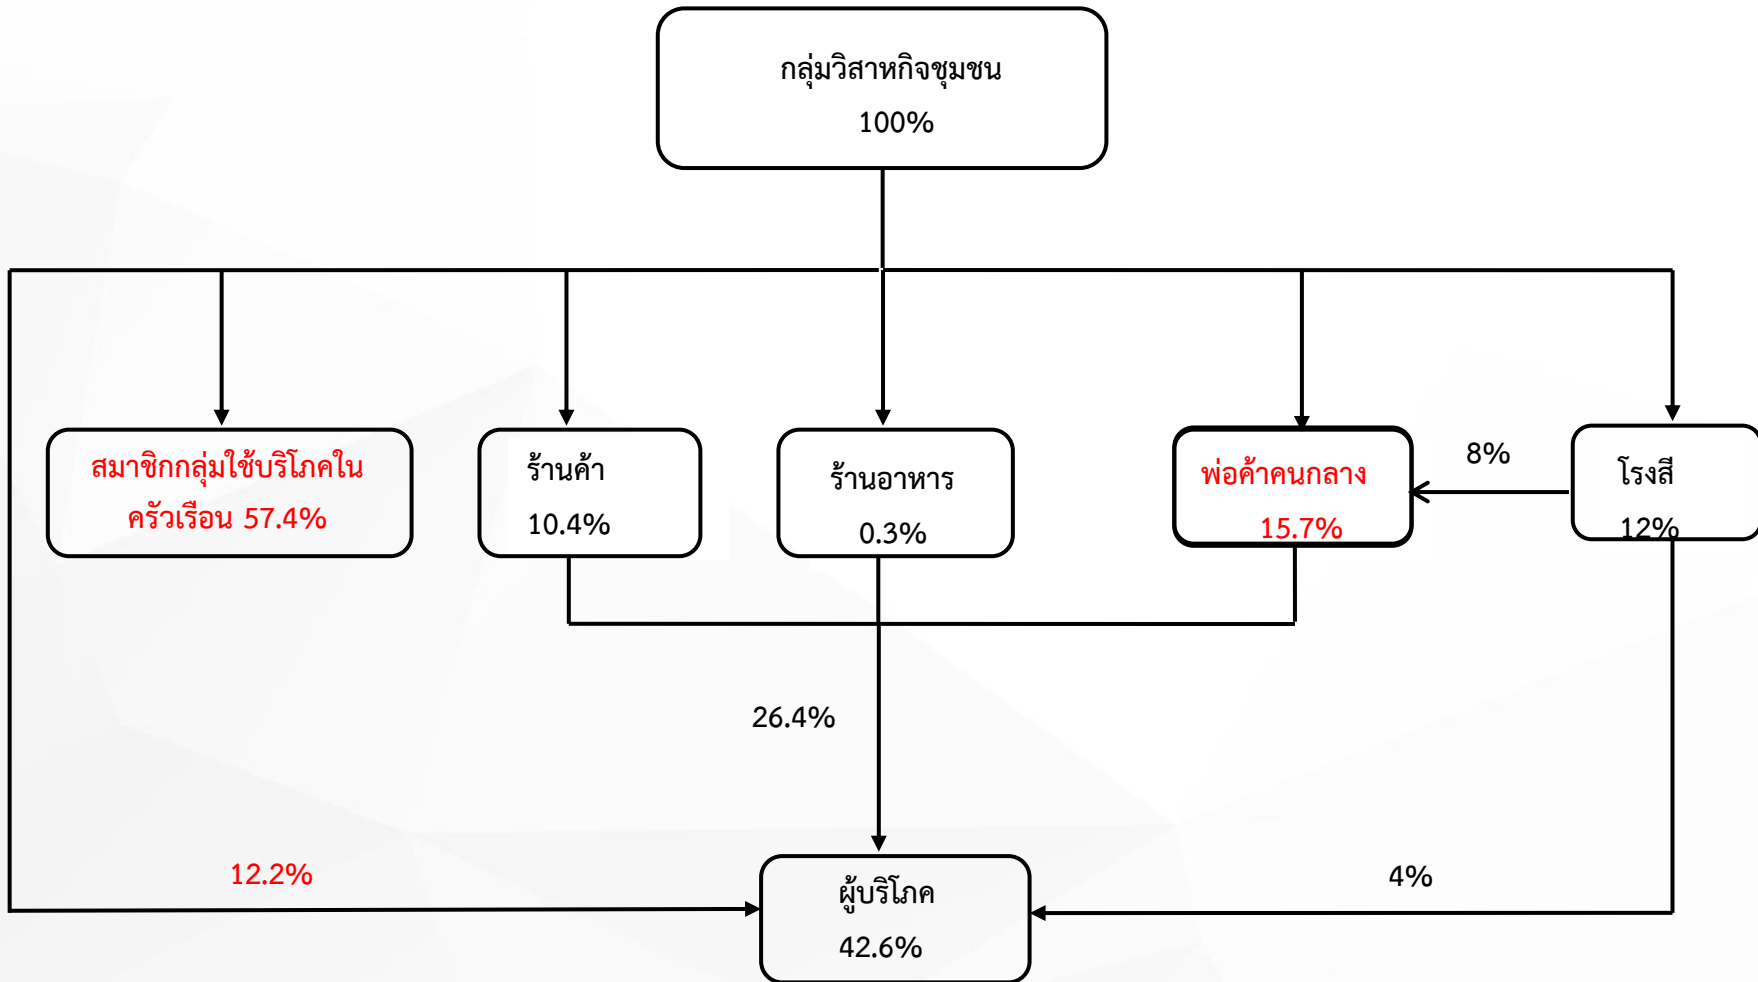 กลุ่มวิสาหกิจชุมชน
100%
สมาชิกกลุ่มใช้บริโภคใน
ครัวเรือน 57.4%
ร้านค้า
10.4%
ร้านอาหาร
0.3%
พ่อค้าคนกลาง
15.7%
8%
โรงสี
12%
26.4%
12.2%
4%
ผู้บริโภค
42.6%